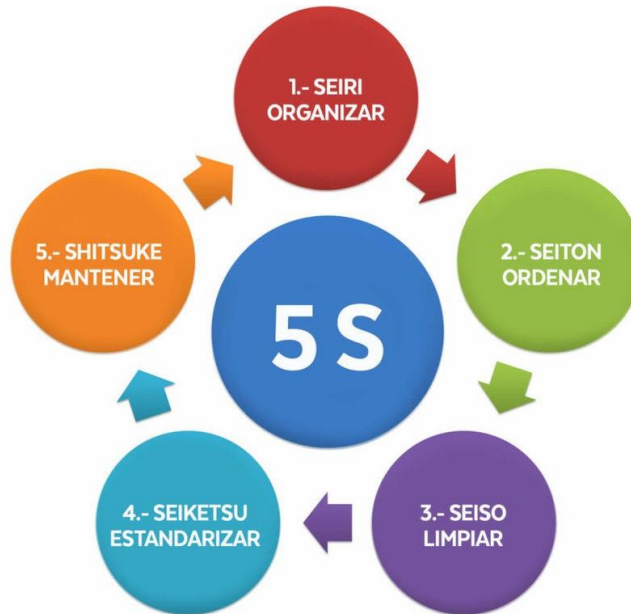 1.- SEIRI
ORGANIZAR
2.- SEITON
ORDENAR
3.- SEISO
LIMPIAR
4.- SEIKETSU
ESTANDARIZAR
5.- SHITSUKE
MANTENER
5 S